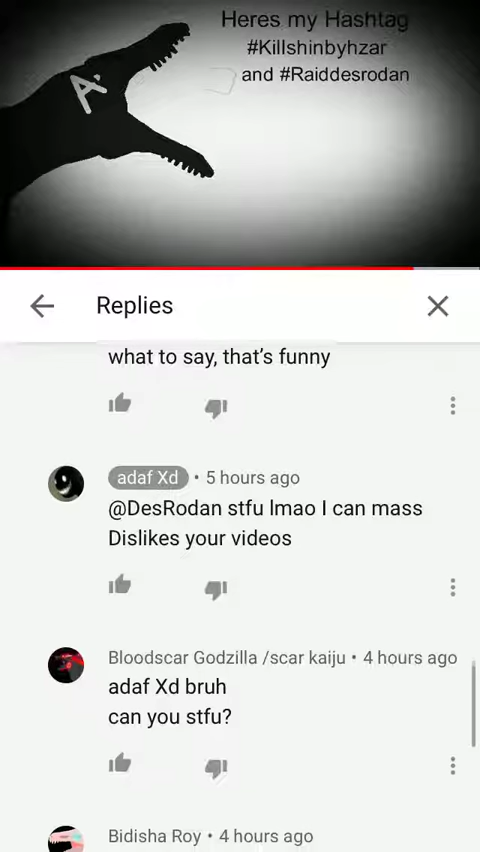 Heres my Hashtag
#Killshinbyhzar
and #Raiddesrodan
A
Replies
what to say, that's funny
adaf Xd • 5 hours ago
@DesRodan stfu lmao I can mass
Dislikes your videos
Bloodscar Godzilla /scar kaiju • 4 hours ago
adaf Xd bruh
can you stfu?
Bidisha Roy • 4 hours ago